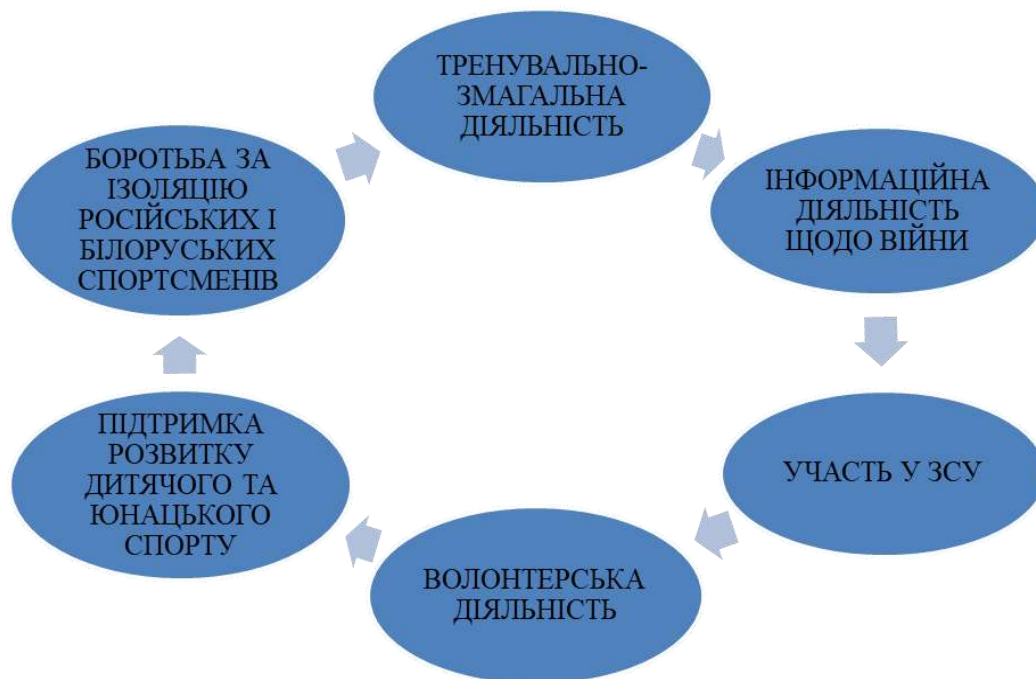 ТРЕНУВАЛЬНО-
ЗМАГАЛЬНА
ДІЯЛЬНІСТЬ
ІНФОРМАЦІЙНА
ДІЯЛЬНІСТЬ
ЩОДО ВІЙНИ
УЧАСТЬ У ЗСУ
ВОЛОНТЕРСЬКА
ДІЯЛЬНІСТЬ
ПІДТРИМКА
РОЗВИТКУ
ДИТЯЧОГО ТА
ЮНАЦЬКОГО
СПОРТУ
БОРОТЬБА ЗА
ІЗОЛЯЦІЮ
РОСІЙСЬКИХ І
БІЛОРУСЬКИХ
СПОРТСМЕНІВ